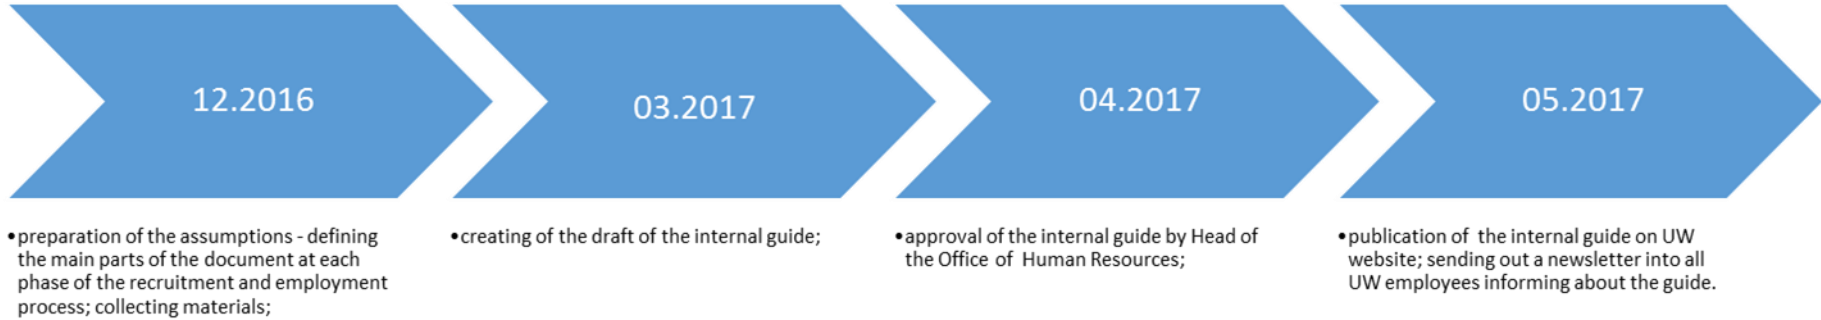 12.2016
•preparation of the assumptions - defining
the main parts of the document at each
phase of the recruitment and employment
process; collecting materials;
03.2017
•creating of the draft of the internal guide;
04.2017
•approval of the internal guide by Head of
the Office of Human Resources;
05.2017
•publication of the internal guide on UW
website; sending out a newsletter into all
UW employees informing about the guide.